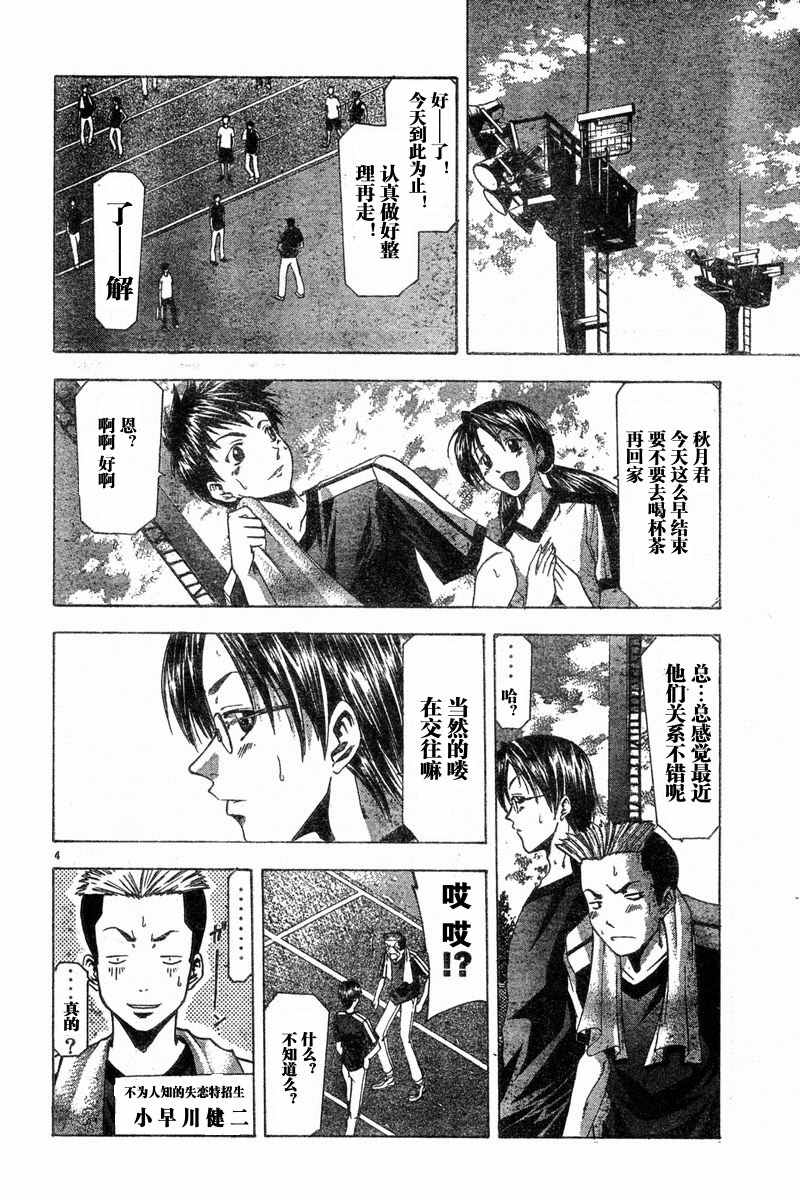 好——了！
今天到此为止！
认真做好整
理再走！
了——解
秋月君
今天这么早结束
要不要去喝杯茶
再回家
恩？
啊啊 好啊
总…总感觉最近
他们关系不错呢
……
哈？
当然的喽
在交往嘛
哎
哎!?
什么？
不知道么？
………
……真的？
ガーン
不为人知的失恋特招生
小早川健二
4